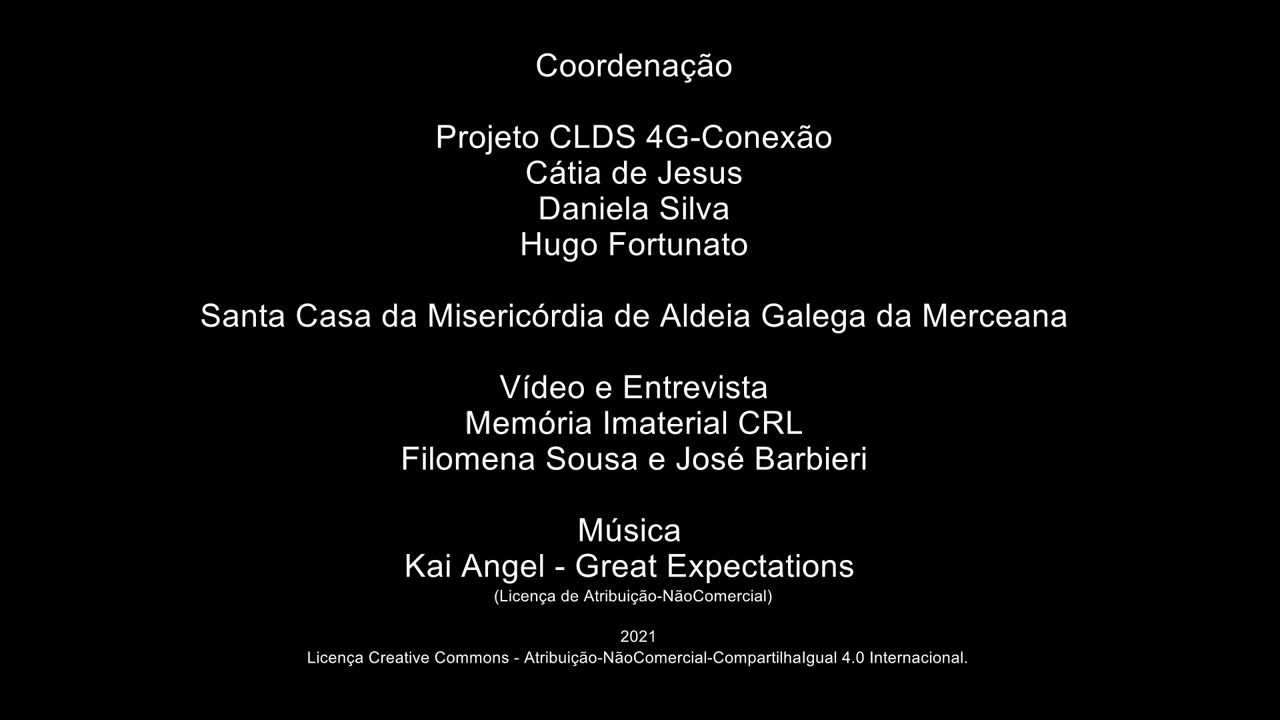 Coordenação
Projeto CLDS 4G-Conexão
Cátia de Jesus
Daniela Silva
Hugo Fortunato
Santa Casa da Misericórdia de Aldeia Galega da Merceana
Vídeo e Entrevista
Memória Imaterial CRL
Filomena Sousa e José Barbieri
Música
Kai Angel - Great Expectations
(Licença de Atribuição-NãoComercial)
2021
Licença Creative Commons - Atribuição-NãoComercial-CompartilhaIgual 4.0 Internacional.